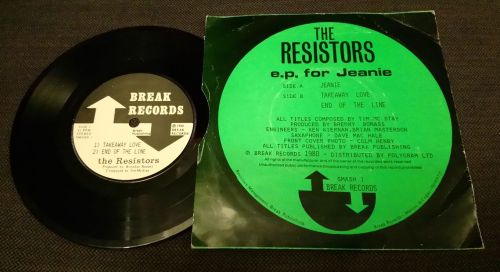 BREAK
RECORDS
1) TAKEAWAY LOVE
2) END OF THE LINE
the Resistors
THE
RESISTORS
e.p. for Jeanie
SIDE A JEANIE
SIDE B TAKEAWAY LOVE
END OF THE LINE
ALL TITLES COMPOSED BY
PRODUCED BY BRENNY BONASS
ENGINEERS - KEN KIERNAN, BRIAN MASTERSON
SAXAPHONE - DAVE MAC HALE
FRONT COVER PHOTO - COLM HENRY
ALL TITLES PUBLISHED BY BREAK PUBLISHING
℗ BREAK RECORDS 1980 - DISTRIBUTED BY POLYGRAM LTD
SMASH 1
BREAK RECORDS